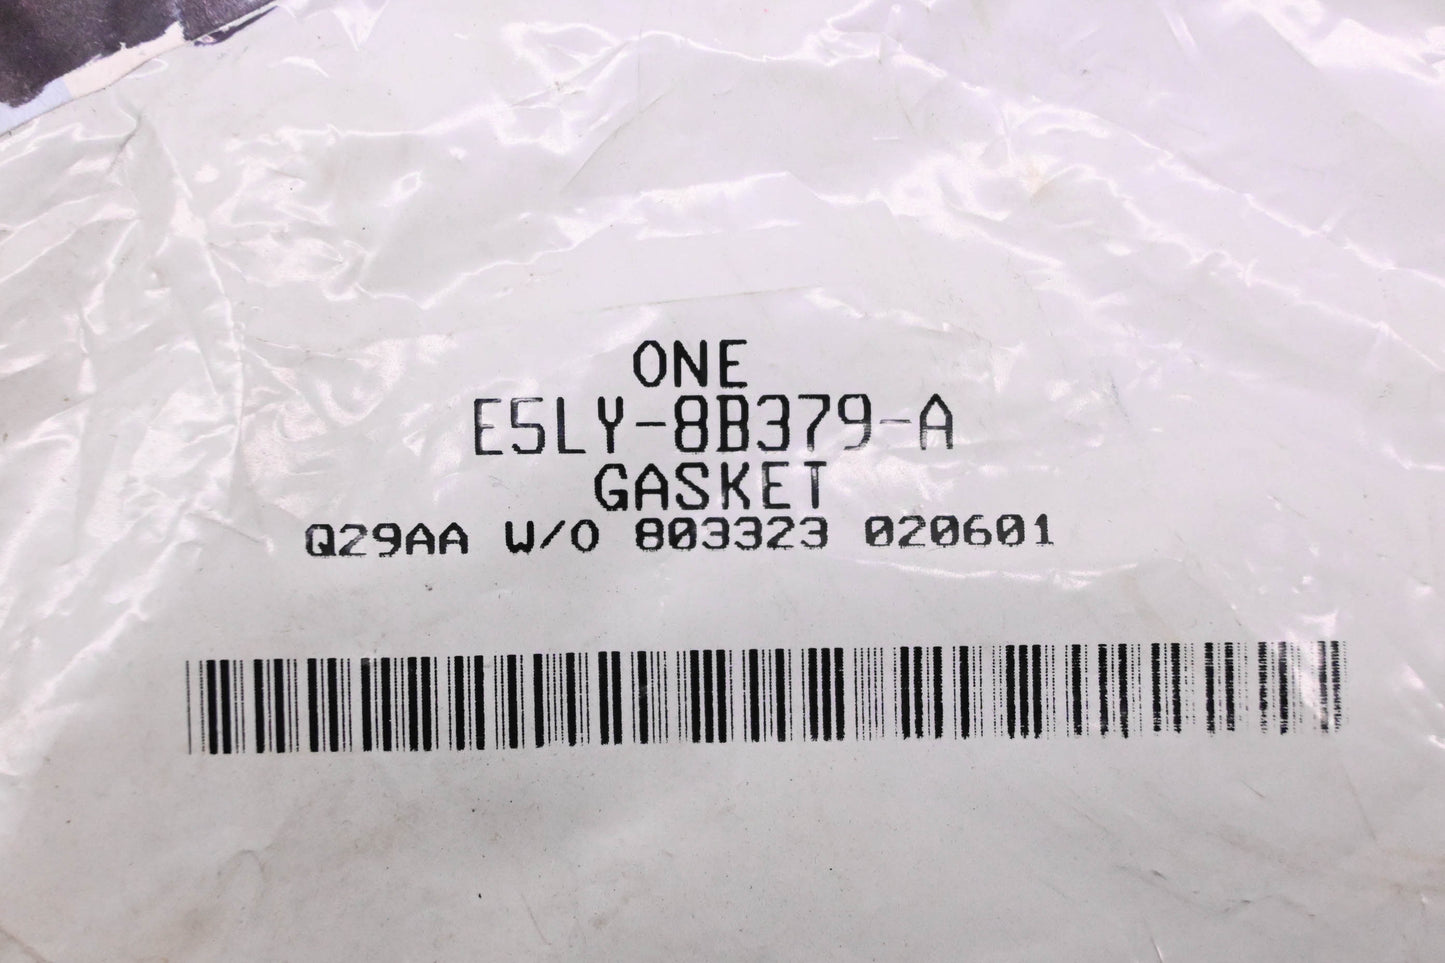 ONE
E5LY-8B379-A
GASKET
Q29AA W/O 803323 020601